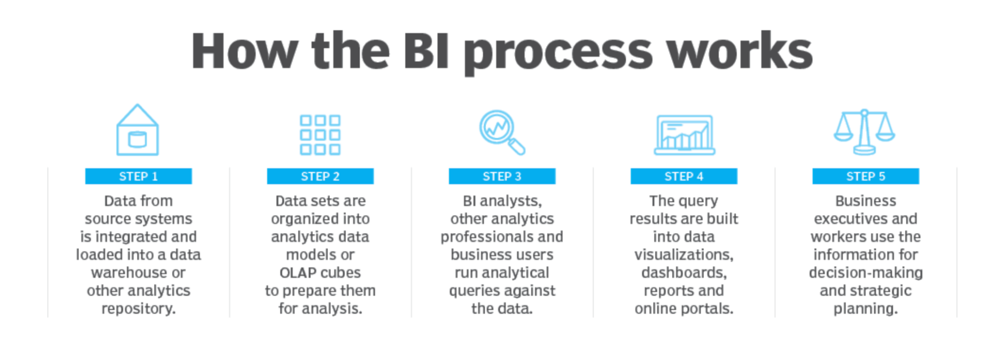 How the BI process works
STEP 1
Data from
source systems
is integrated and
loaded into a data
warehouse or
other analytics
repository.
STEP 2
Data sets are
organized into
analytics data
models or
OLAP cubes
to prepare them
for analysis.
STEP 3
BI analysts,
other analytics
professionals and
business users
run analytical
queries against
the data.
STEP 4
The query
results are built
into data
visualizations,
dashboards,
reports and
online portals.
STEP 5
Business
executives and
workers use the
information for
decision-making
and strategic
planning.